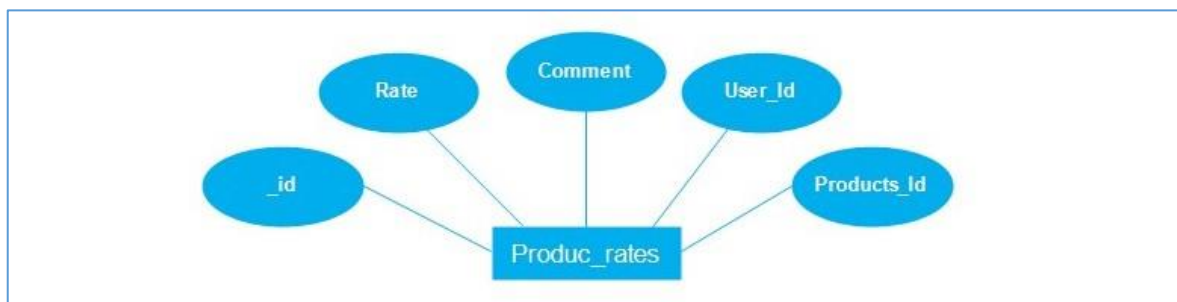 Comment
Rate
User_Id
_id
Products_Id
Produc_rates